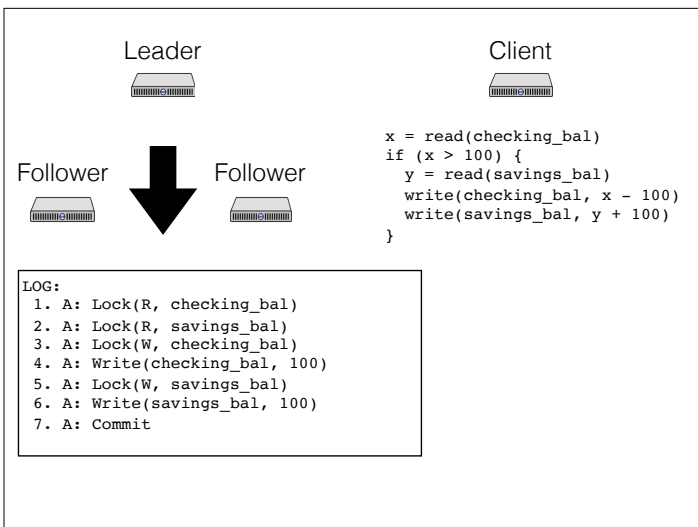 Leader
Client
Follower
Follower
x = read(checking_bal)
if (x > 100) {
  y = read(savings_bal)
  write(checking_bal, x - 100)
  write(savings_bal, y + 100)
}
LOG:
1. A: Lock(R, checking_bal)
2. A: Lock(R, savings_bal)
3. A: Lock(W, checking_bal)
4. A: Write(checking_bal, 100)
5. A: Lock(W, savings_bal)
6. A: Write(savings_bal, 100)
7. A: Commit